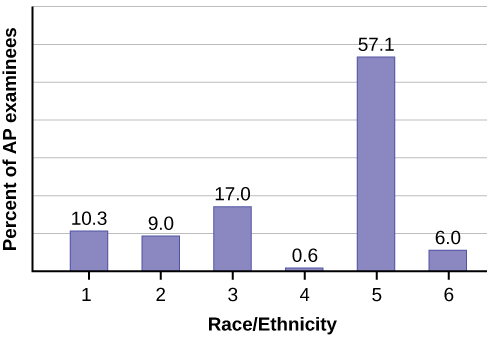 Percent of AP examinees
57.1
17.0
10.3
9.0
6.0
0.6
1 2 3 4 5 6
Race/Ethnicity